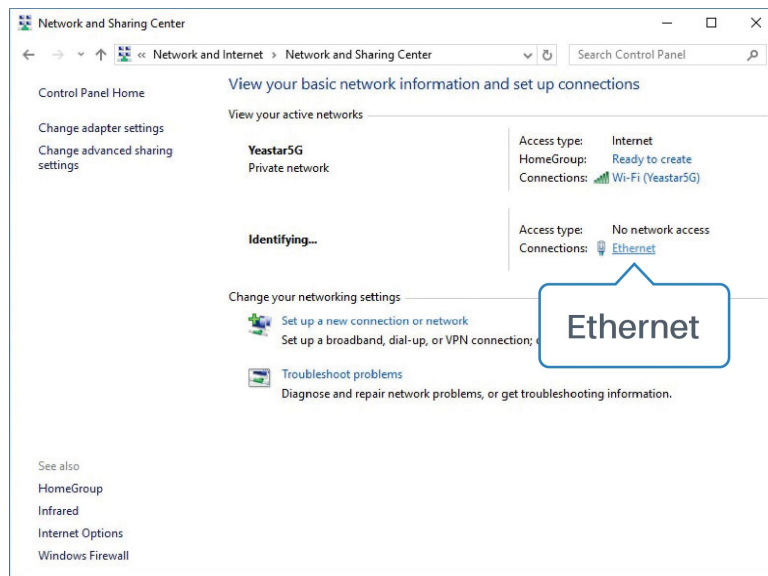 Network and Sharing Center
« Network and Internet › Network and Sharing Center
Search Control Panel
Control Panel Home
Change adapter settings
Change advanced sharing
settings
View your basic network information and set up connections
View your active networks
Yeastar5G
Private network
Access type: Internet
HomeGroup: Ready to create
Connections: Wi-Fi (Yeastar5G)
Identifying...
Access type: No network access
Connections: Ethernet
Ethernet
Change your networking settings
Set up a new connection or network
Set up a broadband, dial-up, or VPN connection;
Troubleshoot problems
Diagnose and repair network problems, or get troubleshooting information.
See also
HomeGroup
Infrared
Internet Options
Windows Firewall